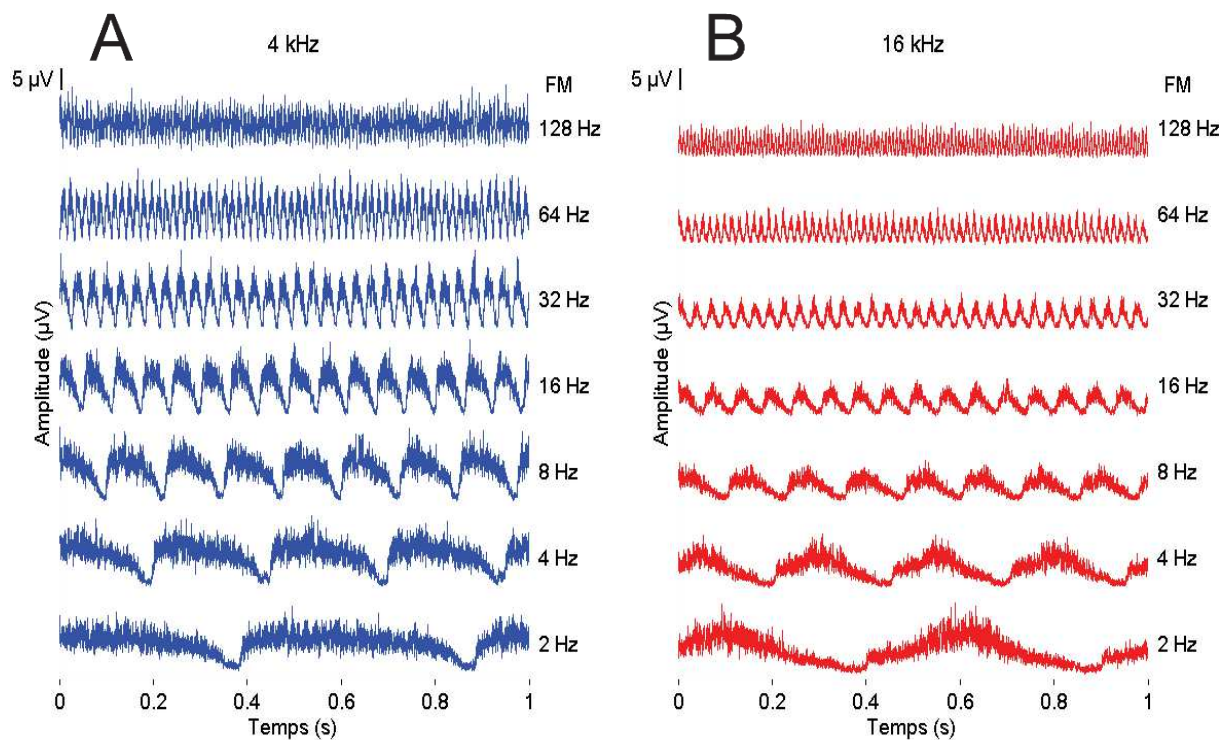 A
4 kHz
5 µV
FM
128 Hz
64 Hz
32 Hz
16 Hz
8 Hz
4 Hz
2 Hz
Amplitude (µV)
0 0.2 0.4 0.6 0.8 1
Temps (s)
B
16 kHz
5 µV
FM
128 Hz
64 Hz
32 Hz
16 Hz
8 Hz
4 Hz
2 Hz
Amplitude (µV)
0 0.2 0.4 0.6 0.8 1
Temps (s)